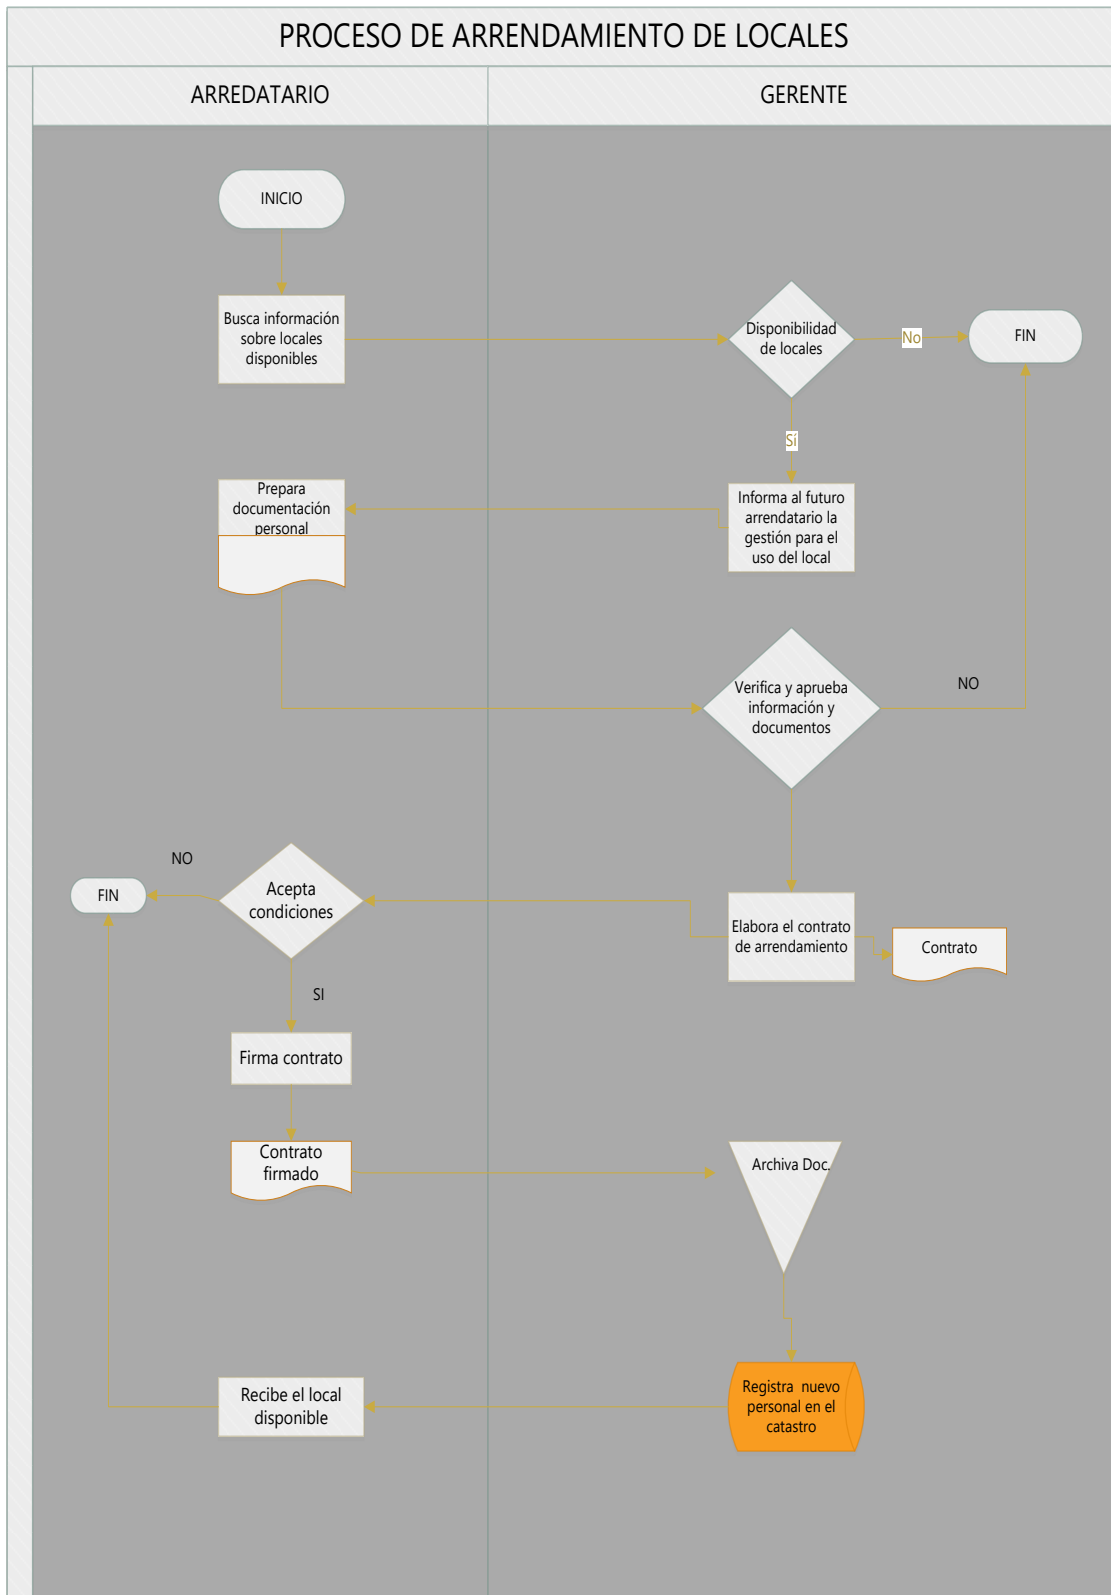 PROCESO DE ARRENDAMIENTO DE LOCALES
ARREDATARIO
GERENTE
INICIO
Busca información
sobre locales
disponibles
Disponibilidad
de locales
No
FIN
Sí
Prepara
documentación
personal
Informa al futuro
arrendatario la
gestión para el
uso del local
Verifica y aprueba
información y
documentos
NO
NO
FIN
Acepta
condiciones
Elabora el contrato
de arrendamiento
Contrato
SI
Firma contrato
Contrato
firmado
Archiva Doc.
Registra nuevo
personal en el
catastro
Recibe el local
disponible